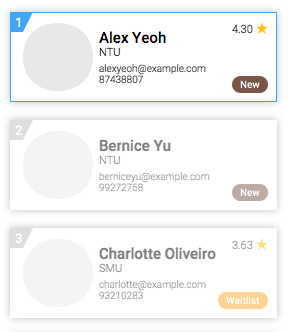 1
4.30
Alex Yeoh
NTU
alexyeoh@example.com
87438807
New
2
Bernice Yu
NTU
berniceyu@example.com
99272758
New
3
3.63
Charlotte Oliveiro
SMU
charlotte@example.com
93210283
Waitlist